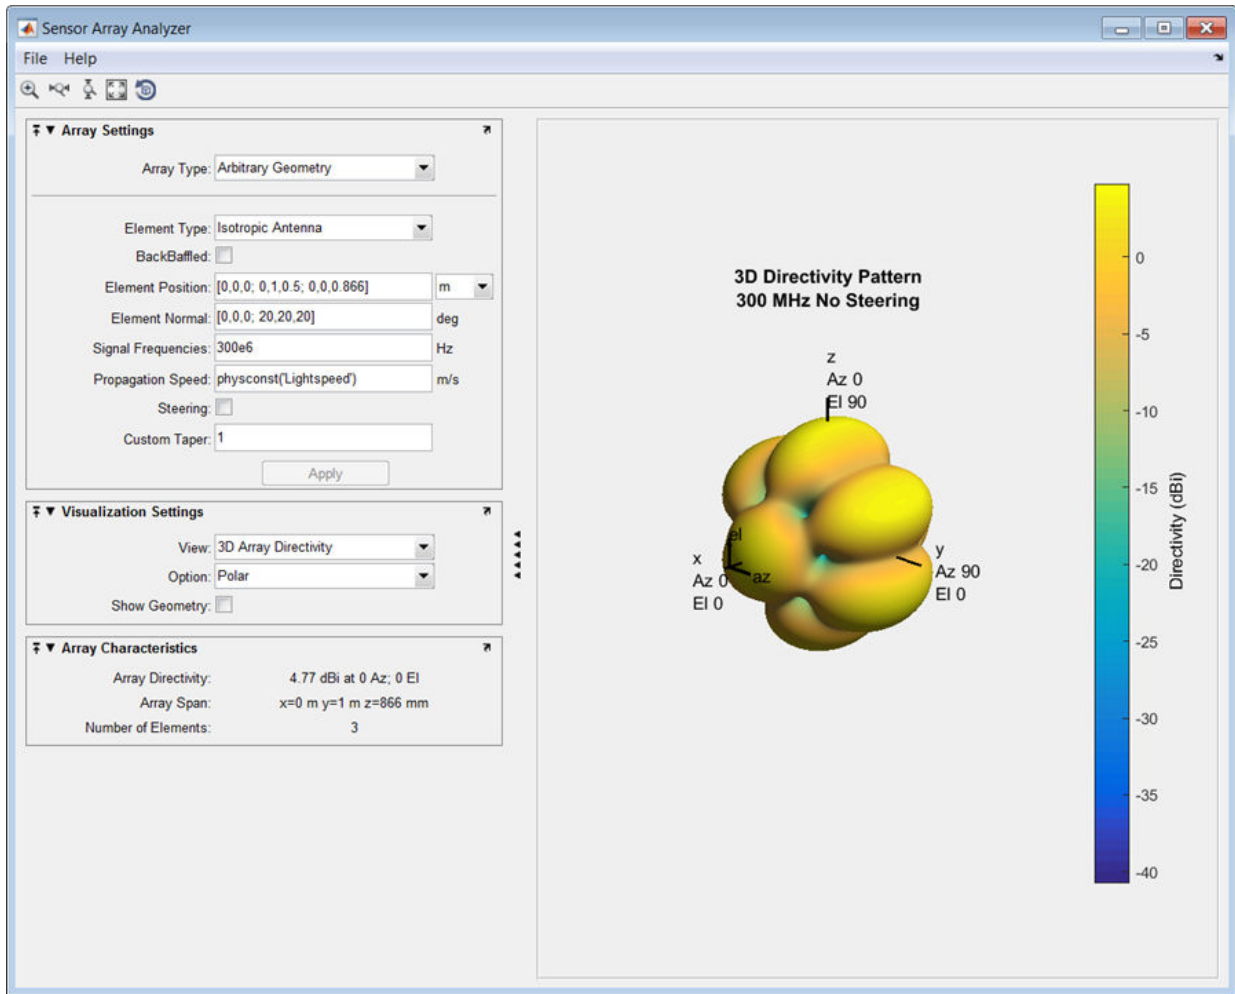 Sensor Array Analyzer
File Help
Array Settings
Array Type: Arbitrary Geometry
Element Type: Isotropic Antenna
BackBaffled:
Element Position: [0,0,0; 0,1,0.5; 0,0,0.866] m
Element Normal: [0,0,0; 20,20,20] deg
Signal Frequencies: 300e6 Hz
Propagation Speed: physconst('Lightspeed') m/s
Steering:
Custom Taper: 1
Apply
Visualization Settings
View: 3D Array Directivity
Option: Polar
Show Geometry:
Array Characteristics
Array Directivity: 4.77 dBi at 0 Az; 0 El
Array Span: x=0 m y=1 m z=866 mm
Number of Elements: 3
3D Directivity Pattern
300 MHz No Steering
z
Az 0
El 90
el
az
x
Az 0
El 0
y
Az 90
El 0
0
-5
-10
-15
-20
-25
-30
-35
-40
Directivity (dBi)